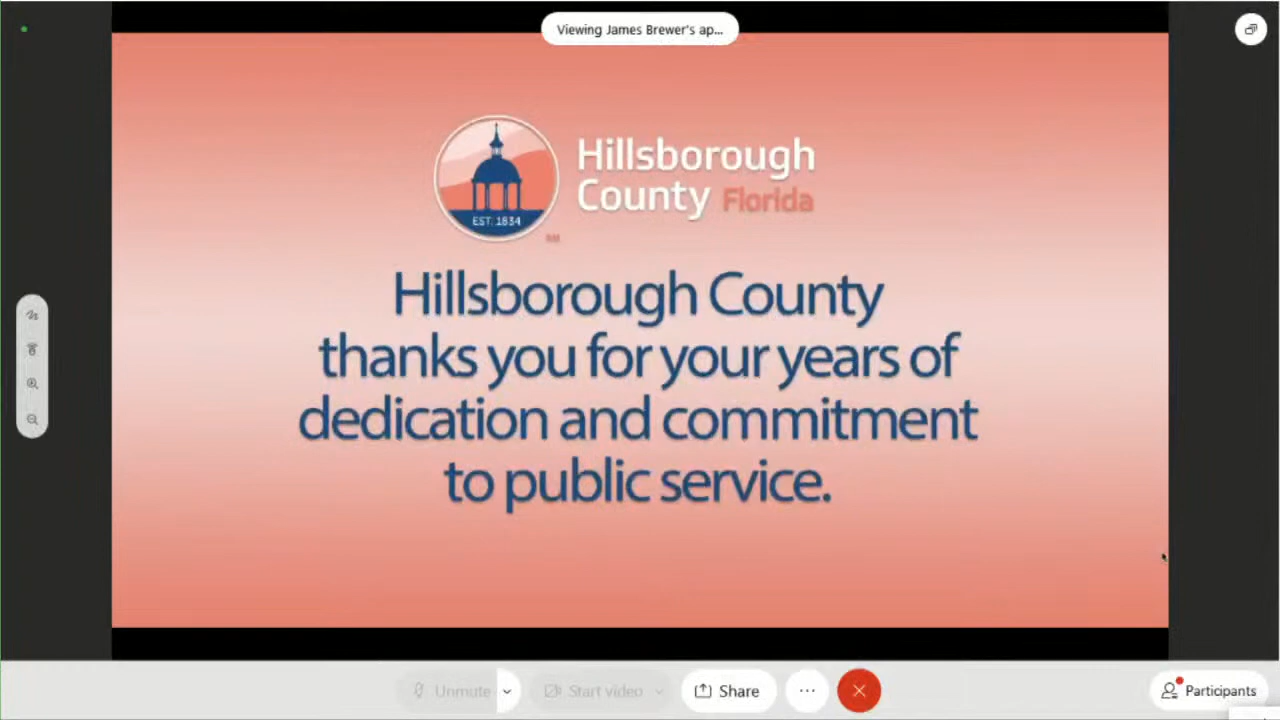 Viewing James Brewer's ap...
Hillsborough
County Florida
EST. 1834
SM
Hillsborough County
thanks you for your years of
dedication and commitment
to public service.
Unmute
Start video
Share
Participants